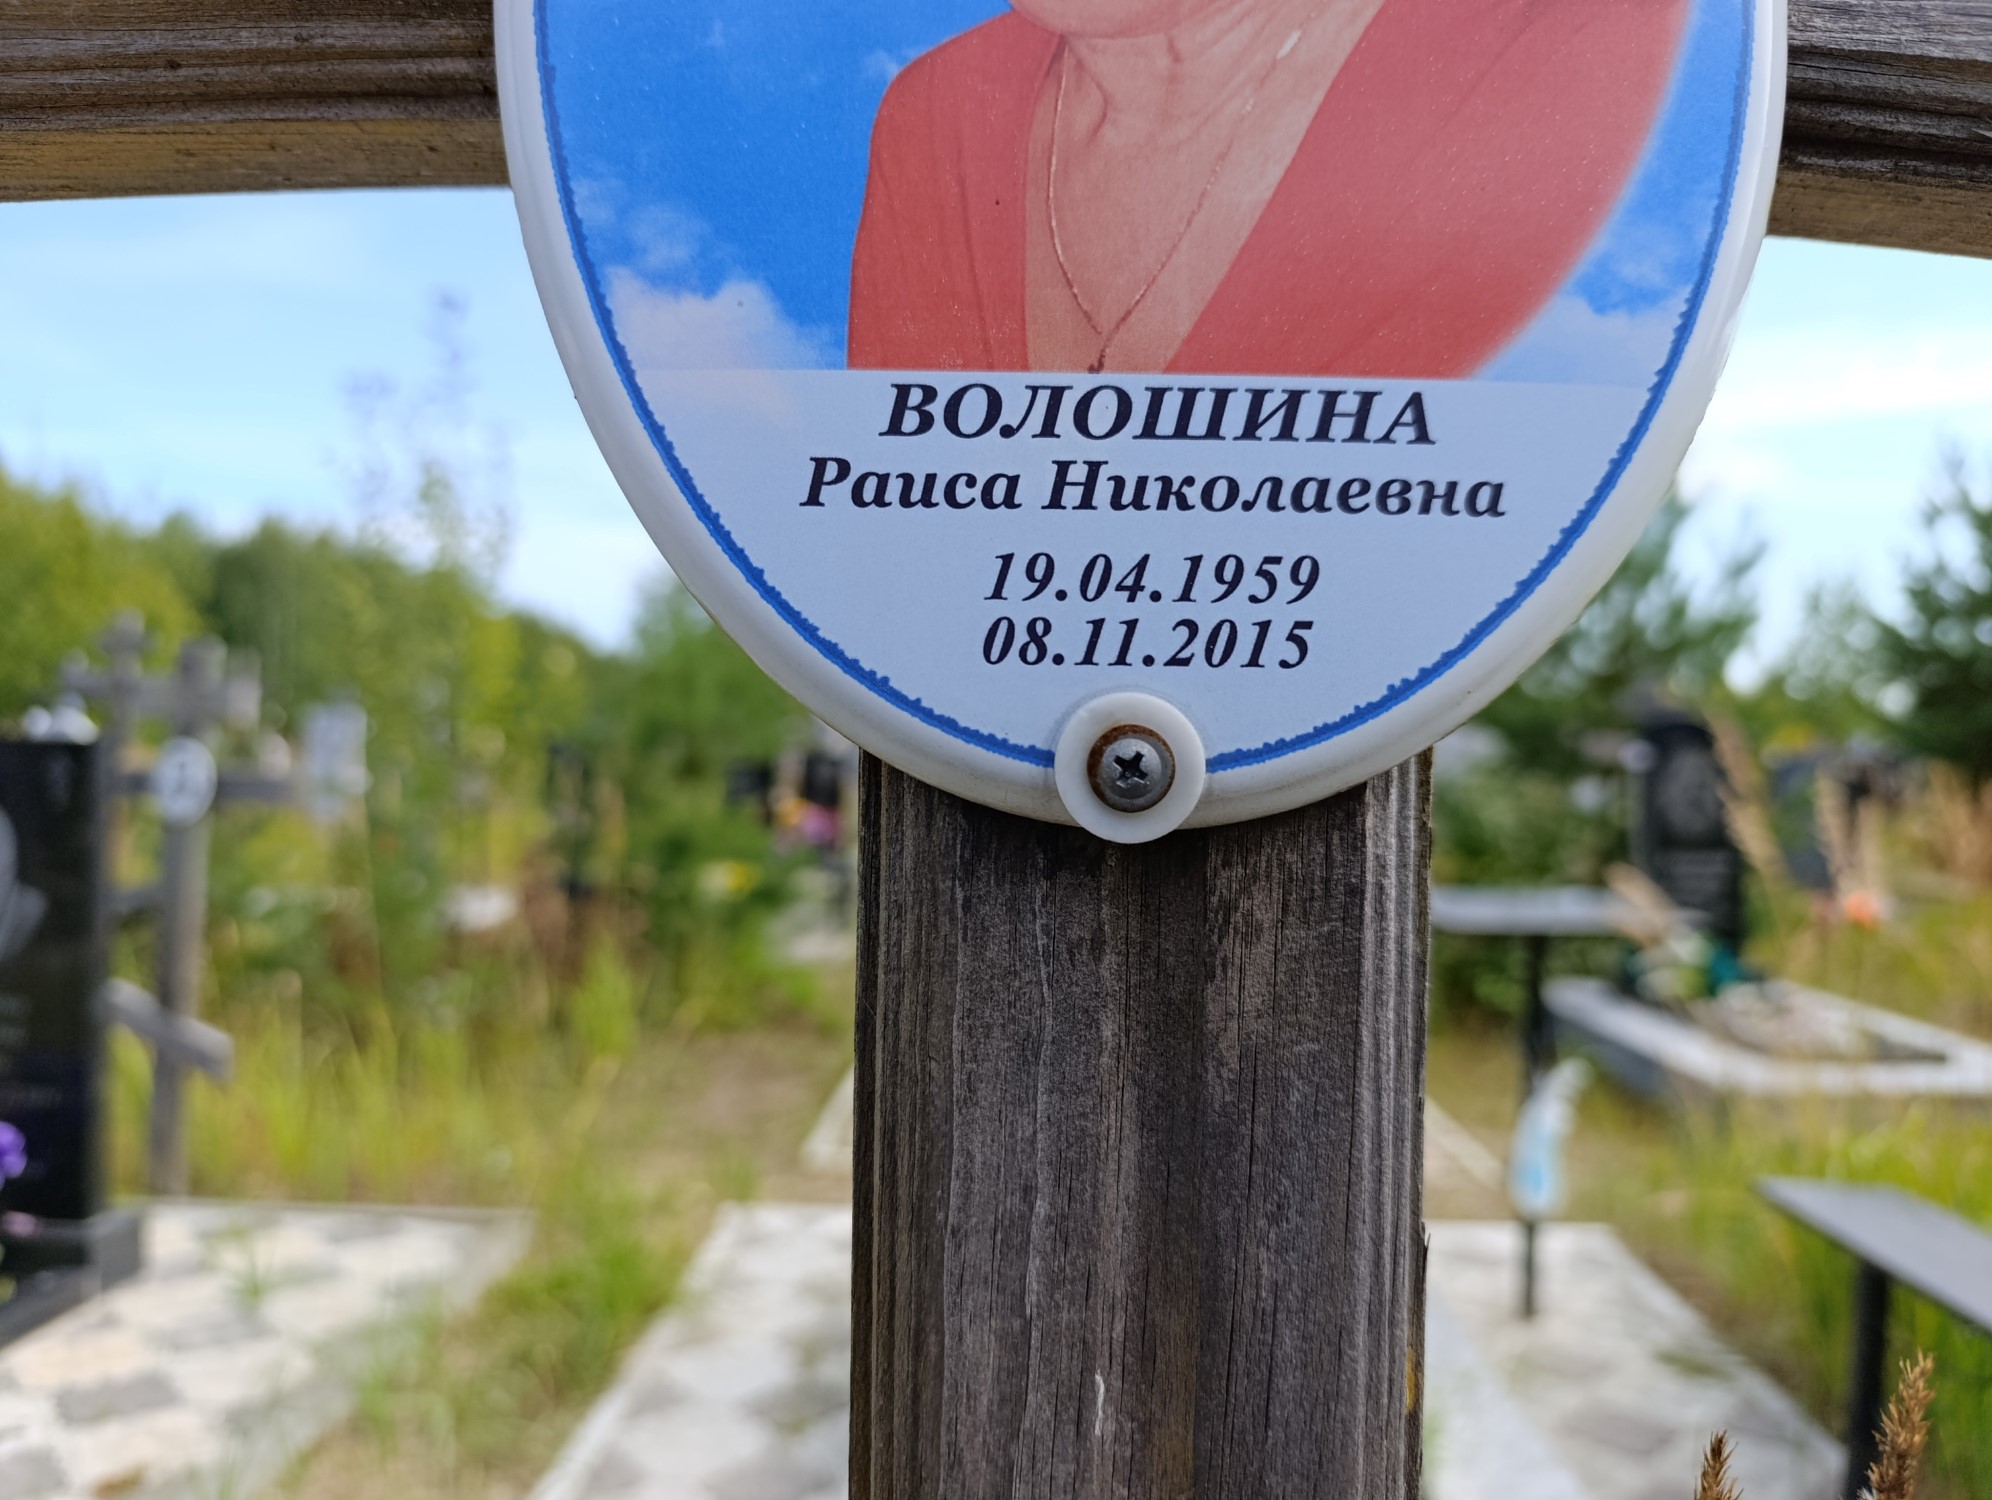 ВОЛОШИНА
Раиса Николаевна
19.04.1959
08.11.2015